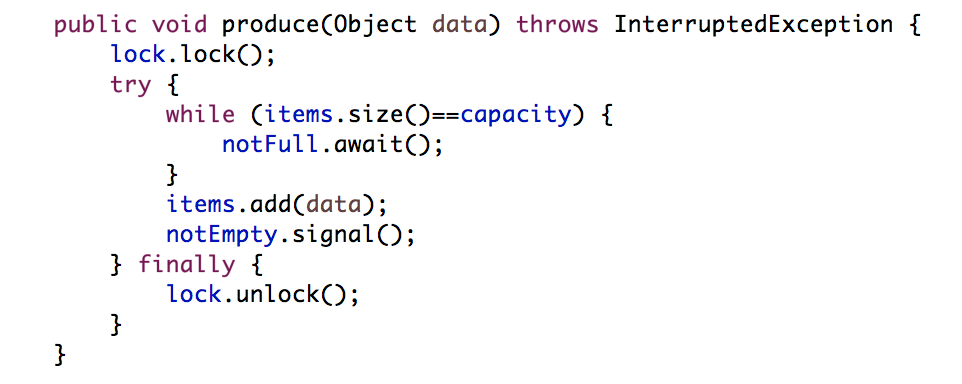 public void produce(Object data) throws InterruptedException {
    lock.lock();
    try {
        while (items.size()==capacity) {
            notFull.await();
        }
        items.add(data);
        notEmpty.signal();
    } finally {
        lock.unlock();
    }
}